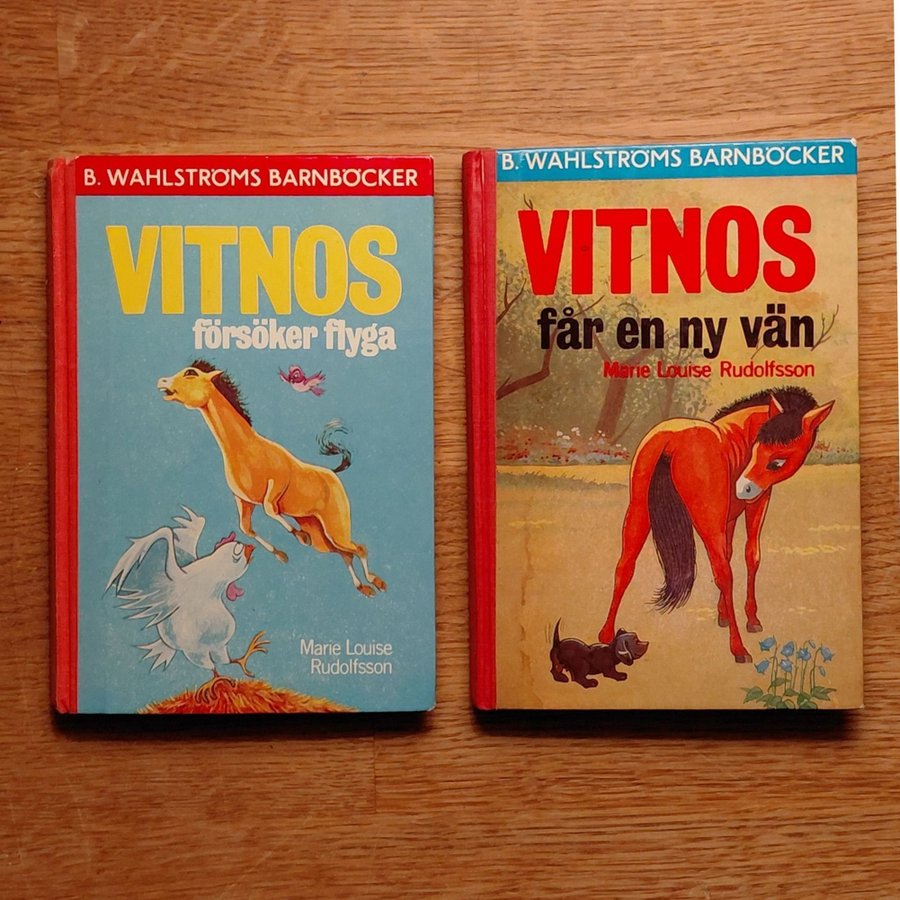 B. WAHLSTRÖMS BARNBÖCKER
VITNOS
försöker flyga
Marie Louise
Rudolfsson
B. WAHLSTRÖMS BARNBÖCKER
VITNOS
får en ny vän
Marie Louise Rudolfsson